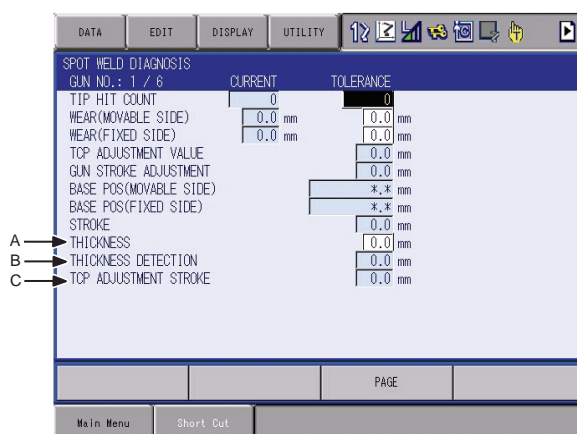 DATA EDIT DISPLAY UTILITY
SPOT WELD DIAGNOSIS
GUN NO.: 1 / 6 CURRENT TOLERANCE
TIP HIT COUNT 0 0
WEAR(MOVABLE SIDE) 0.0 mm 0.0 mm
WEAR(FIXED SIDE) 0.0 mm 0.0 mm
TCP ADJUSTMENT VALUE 0.0 mm
GUN STROKE ADJUSTMENT 0.0 mm
BASE POS(MOVABLE SIDE) *.* mm
BASE POS(FIXED SIDE) *.* mm
STROKE 0.0 mm
A THICKNESS 0.0 mm
B THICKNESS DETECTION 0.0 mm
C TCP ADJUSTMENT STROKE 0.0 mm
PAGE
Main Menu Short Cut